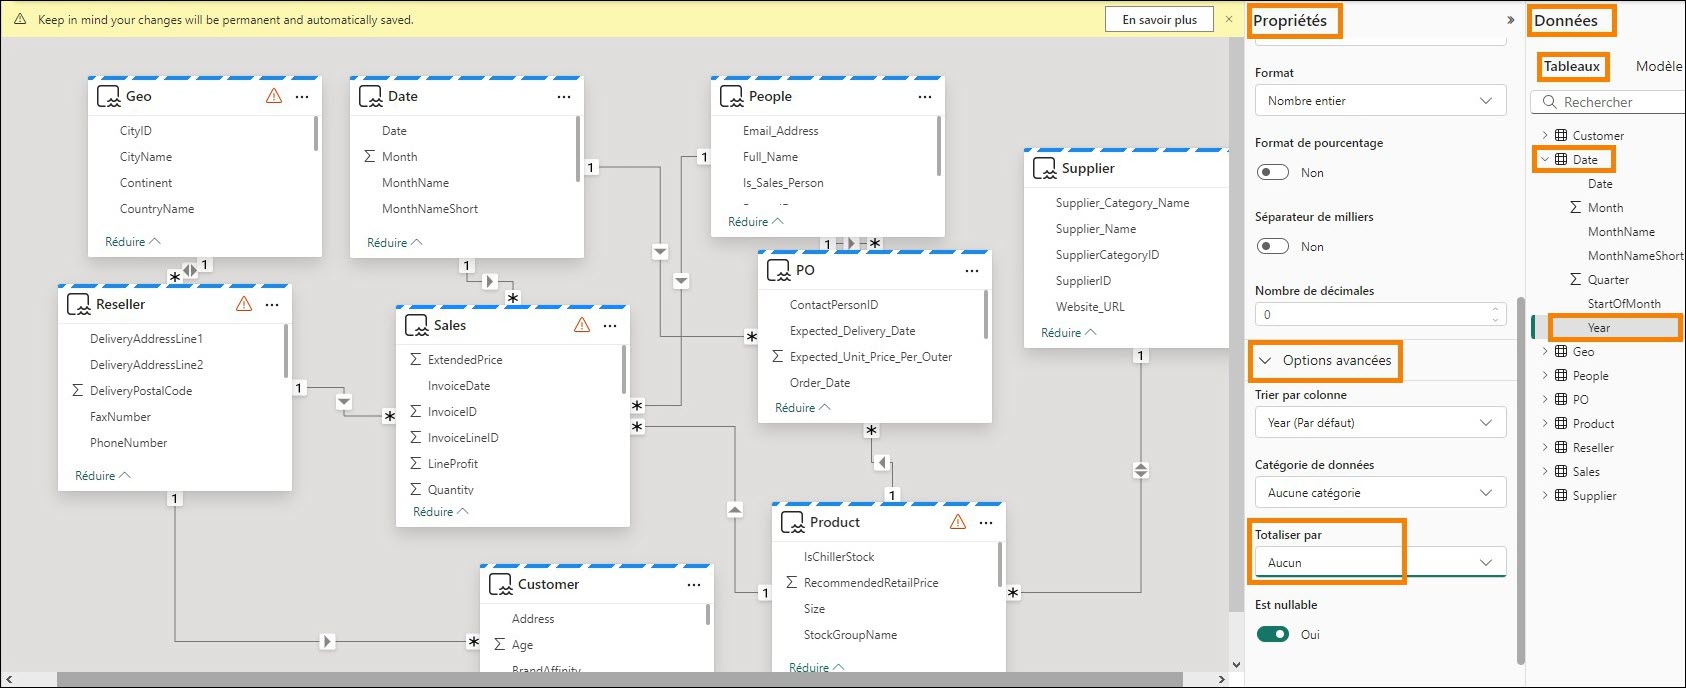 Keep in mind your changes will be permanent and automatically saved.
En savoir plus
Geo
CityID
CityName
Continent
CountryName
Réduire
Date
Date
Month
MonthName
MonthNameShort
Réduire
People
Email_Address
Full_Name
Is_Sales_Person
Réduire
Supplier
Supplier_Category_Name
Supplier_Name
SupplierCategoryID
SupplierID
Website_URL
Réduire
1
1
1
1
*
1
*
*
Reseller
DeliveryAddressLine1
DeliveryAddressLine2
DeliveryPostalCode
FaxNumber
PhoneNumber
Réduire
Sales
ExtendedPrice
InvoiceDate
InvoiceID
InvoiceLineID
LineProfit
Quantity
Réduire
PO
ContactPersonID
Expected_Delivery_Date
Expected_Unit_Price_Per_Outer
Order_Date
Réduire
1
*
*
*
*
*
1
1
1
1
*
*
Customer
Address
Age
BrandAffinity
Product
IsChillerStock
RecommendedRetailPrice
Size
StockGroupName
Réduire
Propriétés
Format
Nombre entier
Format de pourcentage
Non
Séparateur de milliers
Non
Nombre de décimales
0
Options avancées
Trier par colonne
Year (Par défaut)
Catégorie de données
Aucune catégorie
Totaliser par
Aucun
Est nullable
Oui
Données
Tableaux
Modèle
Rechercher
Customer
Date
Date
Month
MonthName
MonthNameShort
Quarter
StartOfMonth
Year
Geo
People
PO
Product
Reseller
Sales
Supplier